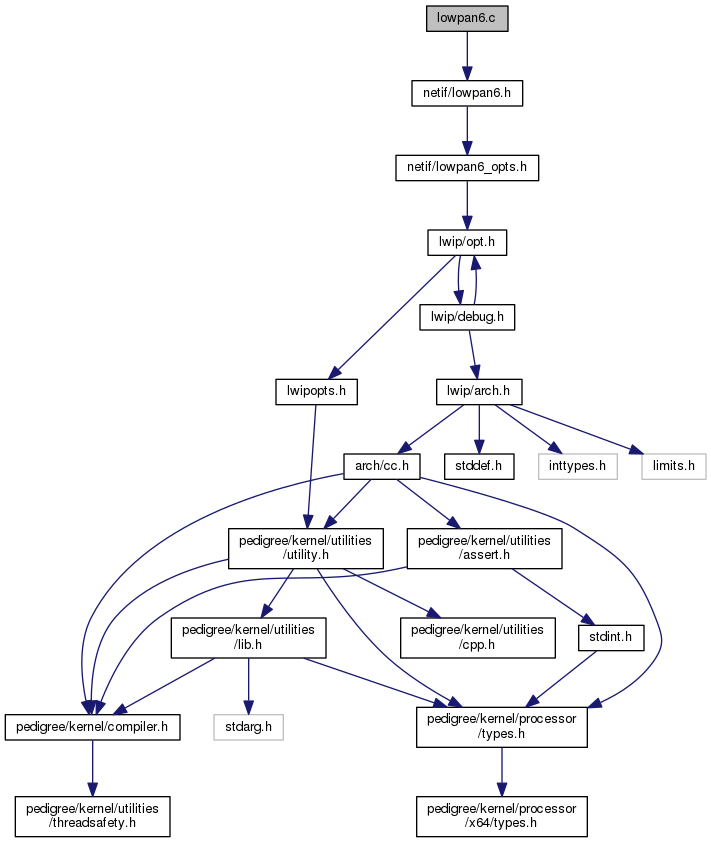 lowpan6.c
netif/lowpan6.h
netif/lowpan6_opts.h
lwip/opt.h
lwip/debug.h
lwipopts.h
lwip/arch.h
arch/cc.h
stddef.h
inttypes.h
limits.h
pedigree/kernel/utilities
/utility.h
pedigree/kernel/utilities
/assert.h
pedigree/kernel/utilities
/lib.h
pedigree/kernel/utilities
/cpp.h
stdint.h
pedigree/kernel/compiler.h
stdarg.h
pedigree/kernel/processor
/types.h
pedigree/kernel/utilities
/threadsafety.h
pedigree/kernel/processor
/x64/types.h